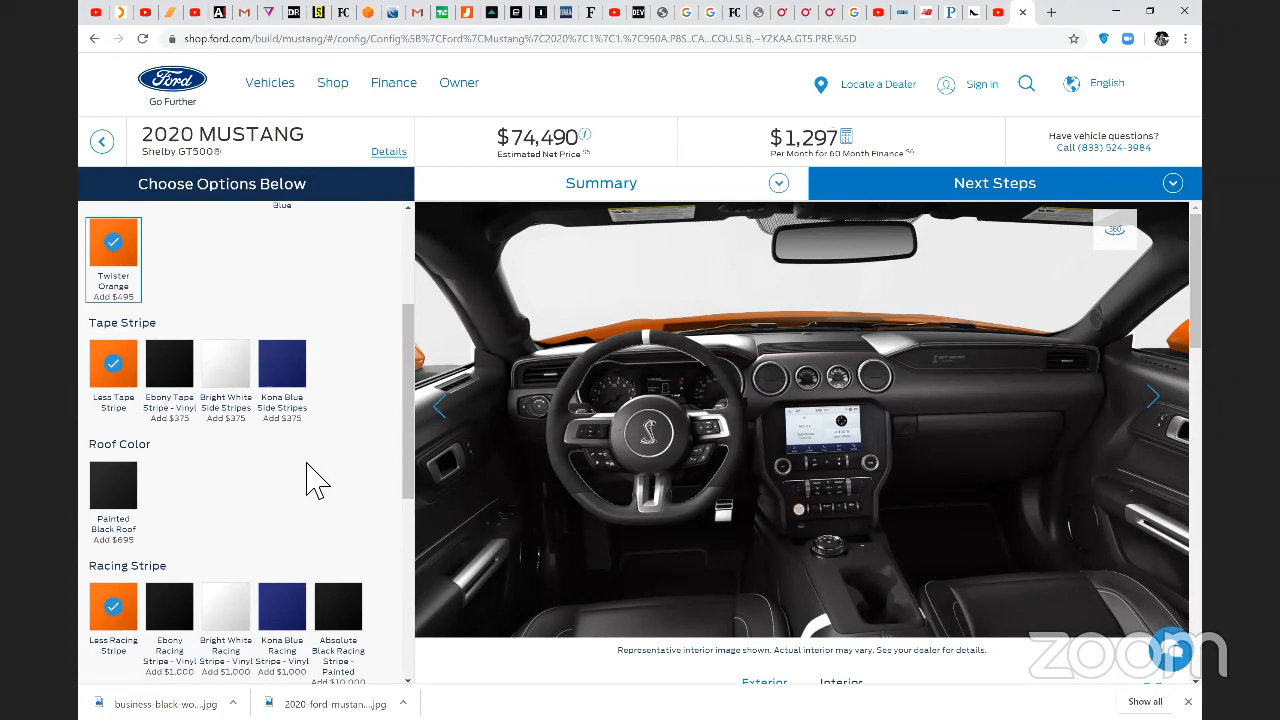 shop.ford.com/build/mustang/#/config/Config%5B%7CFord%7CMustang%7C2020%7C1%7C1.%7C950A.P8S..CA...COU.SLB.~YZKAA.GT5.PRE.%5D
Ford
Go Further
Vehicles
Shop
Finance
Owner
Locate a Dealer
Sign in
English
2020 MUSTANG
Shelby GT500®
Details
$74,490
Estimated Net Price
$1,297
Per Month for 60 Month Finance
Have vehicle questions?
Call (833) 524-3984
Choose Options Below
Summary
Next Steps
Blue
Twister
Orange
Add $495
Tape Stripe
Less Tape
Stripe
Ebony Tape
Stripe - Vinyl
Add $375
Bright White
Side Stripes
Add $375
Kona Blue
Side Stripes
Add $375
Roof Color
Painted
Black Roof
Add $695
Racing Stripe
Less Racing
Stripe
Ebony
Racing
Stripe - Vinyl
Add $1,000
Bright White
Racing
Stripe - Vinyl
Add $1,000
Kona Blue
Racing
Stripe - Vinyl
Add $1,000
Absolute
Black Racing
Stripe -
Painted
Add $10,000
360
Representative interior image shown. Actual interior may vary. See your dealer for details.
Exterior
Interior
zoom
business-black-wo....jpg
2020-ford-mustan....jpg
Show all